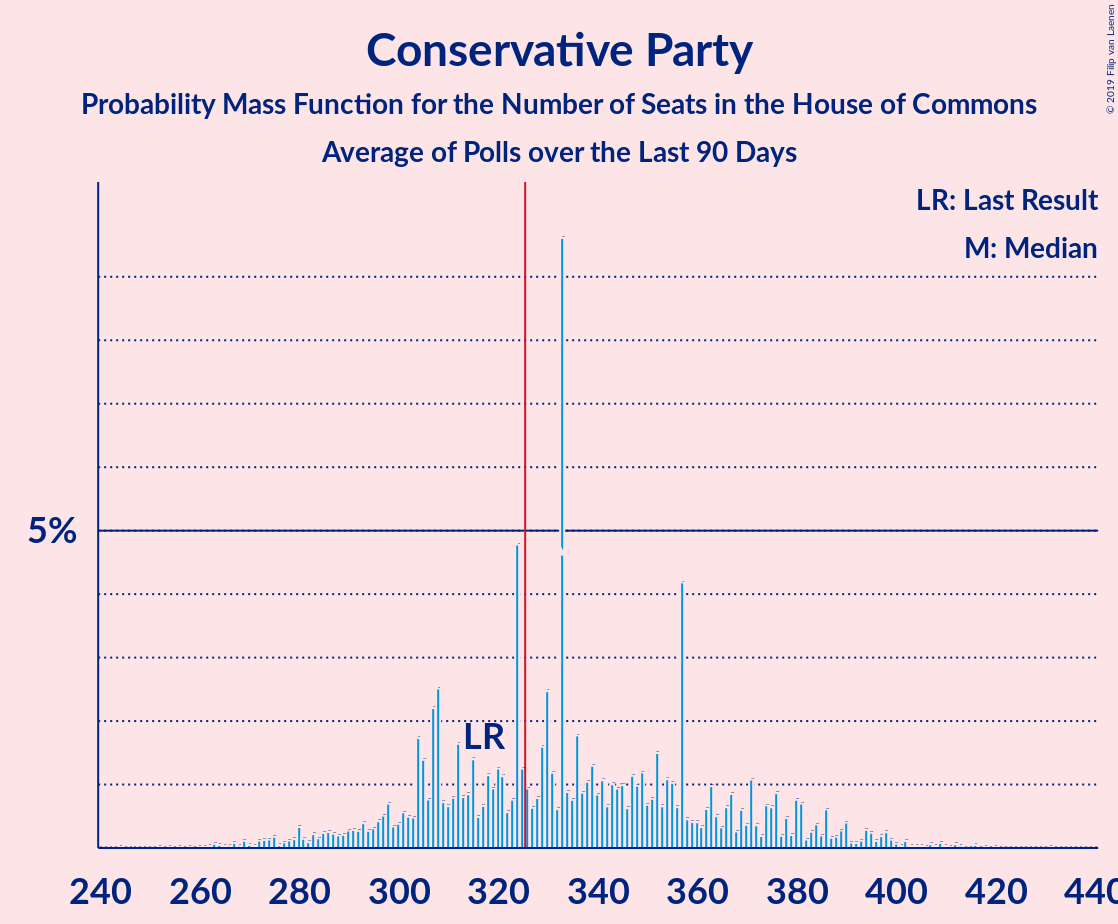 Conservative Party
Probability Mass Function for the Number of Seats in the House of Commons
Average of Polls over the Last 90 Days
© 2019 Filip van Laenen
LR: Last Result
M: Median
5%
LR
240 260 280 300 320 340 360 380 400 420 440